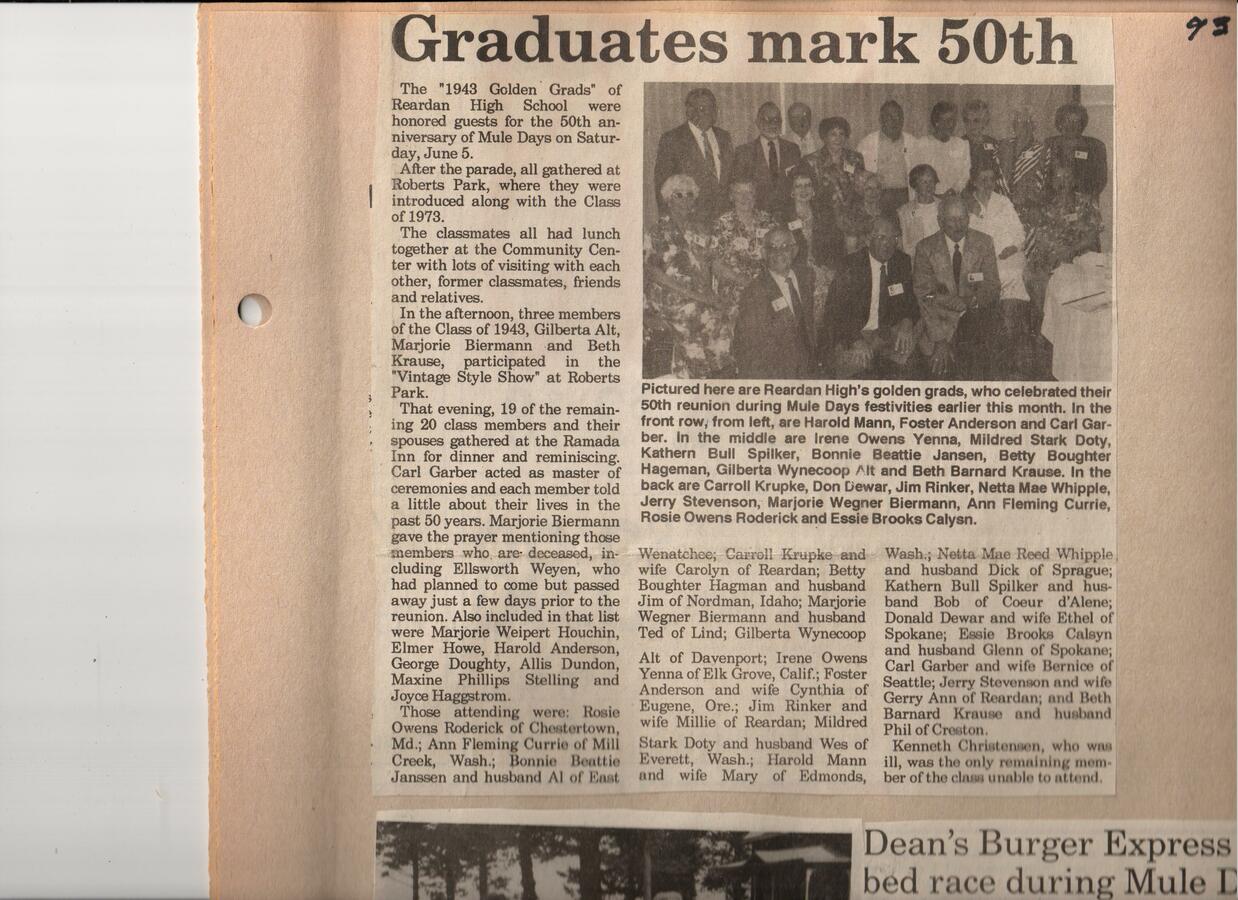 93
Graduates mark 50th
The "1943 Golden Grads" of
Reardan High School were
honored guests for the 50th an-
niversary of Mule Days on Satur-
day, June 5.
After the parade, all gathered at
Roberts Park, where they were
introduced along with the Class
of 1973.
The classmates all had lunch
together at the Community Cen-
ter with lots of visiting with each
other, former classmates, friends
and relatives.
In the afternoon, three members
of the Class of 1943, Gilberta Alt,
Marjorie Biermann and Beth
Krause, participated in the
"Vintage Style Show" at Roberts
Park.
That evening, 19 of the remain-
ing 20 class members and their
spouses gathered at the Ramada
Inn for dinner and reminiscing.
Carl Garber acted as master of
ceremonies and each member told
a little about their lives in the
past 50 years. Marjorie Biermann
gave the prayer mentioning those
members who are deceased, in-
cluding Ellsworth Weyen, who
had planned to come but passed
away just a few days prior to the
reunion. Also included in that list
were Marjorie Weipert Houchin,
Elmer Howe, Harold Anderson,
George Doughty, Allis Dundon,
Maxine Phillips Stelling and
Joyce Haggstrom.
Those attending were: Rosie
Owens Roderick of Chestertown,
Md.; Ann Fleming Currie of Mill
Creek, Wash.; Bonnie Beattie
Janssen and husband Al of East
Pictured here are Reardan High's golden grads, who celebrated their
50th reunion during Mule Days festivities earlier this month. In the
front row, from left, are Harold Mann, Foster Anderson and Carl Gar-
ber. In the middle are Irene Owens Yenna, Mildred Stark Doty,
Kathern Bull Spilker, Bonnie Beattie Jansen, Betty Boughter
Hageman, Gilberta Wynecoop Alt and Beth Barnard Krause. In the
back are Carroll Krupke, Don Dewar, Jim Rinker, Netta Mae Whipple,
Jerry Stevenson, Marjorie Wegner Biermann, Ann Fleming Currie,
Rosie Owens Roderick and Essie Brooks Calysn.
Wenatchee; Carroll Krupke and
wife Carolyn of Reardan; Betty
Boughter Hagman and husband
Jim of Nordman, Idaho; Marjorie
Wegner Biermann and husband
Ted of Lind; Gilberta Wynecoop
Alt of Davenport; Irene Owens
Yenna of Elk Grove, Calif.; Foster
Anderson and wife Cynthia of
Eugene, Ore.; Jim Rinker and
wife Millie of Reardan; Mildred
Stark Doty and husband Wes of
Everett, Wash.; Harold Mann
and wife Mary of Edmonds,
Wash.; Netta Mae Reed Whipple
and husband Dick of Sprague;
Kathern Bull Spilker and hus-
band Bob of Coeur d'Alene;
Donald Dewar and wife Ethel of
Spokane; Essie Brooks Calsyn
and husband Glenn of Spokane;
Carl Garber and wife Bernice of
Seattle; Jerry Stevenson and wife
Gerry Ann of Reardan; and Beth
Barnard Krause and husband
Phil of Creston.
Kenneth Christensen, who was
ill, was the only remaining mem-
ber of the class unable to attend.
Dean's Burger Express
bed race during Mule D